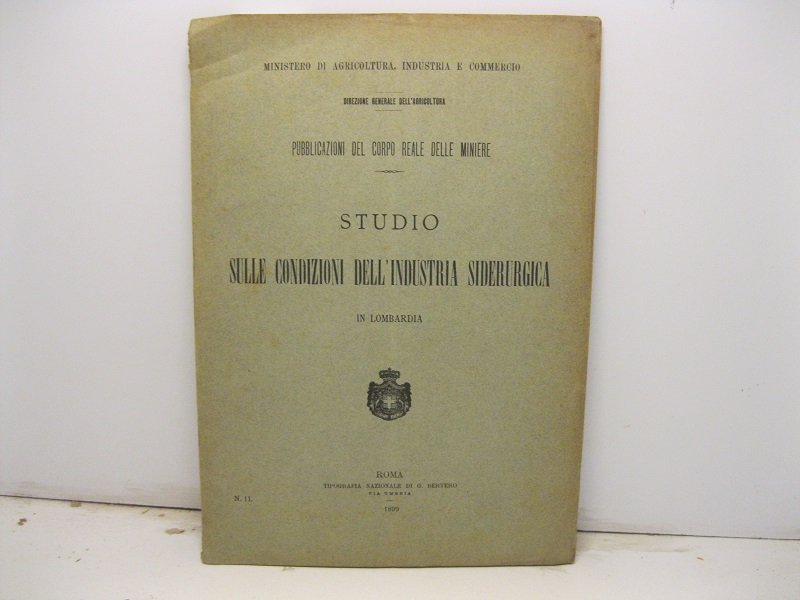 MINISTERO DI AGRICOLTURA, INDUSTRIA E COMMERCIO
DIREZIONE GENERALE DELL'AGRICOLTURA
PUBBLICAZIONI DEL CORPO REALE DELLE MINIERE
STUDIO
SULLE CONDIZIONI DELL'INDUSTRIA SIDERURGICA
IN LOMBARDIA
ROMA
TIPOGRAFIA NAZIONALE DI G. BERTERO
VIA UMBRIA
N. 11.
1899